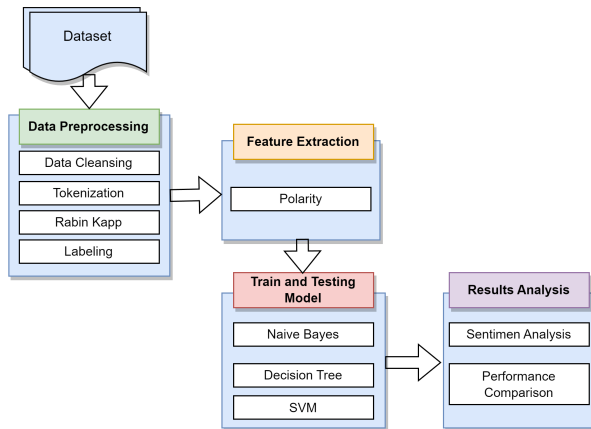 Dataset
Data Preprocessing
Data Cleansing
Tokenization
Rabin Kapp
Labeling
Feature Extraction
Polarity
Train and Testing
Model
Naive Bayes
Decision Tree
SVM
Results Analysis
Sentimen Analysis
Performance
Comparison